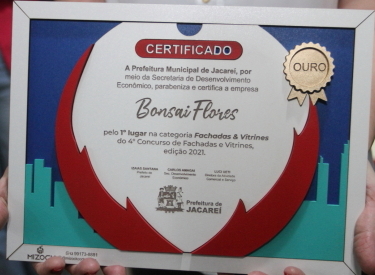 CERTIFICADO
A Prefeitura Municipal de Jacareí, por
meio da Secretaria de Desenvolvimento
Econômico, parabeniza e certifica a empresa
OURO
Bonsai Flores
pelo 1º lugar na categoria Fachadas & Vitrines
do 4º Concurso de Fachadas e Vitrines,
edição 2021.
Prefeitura de
JACAREÍ